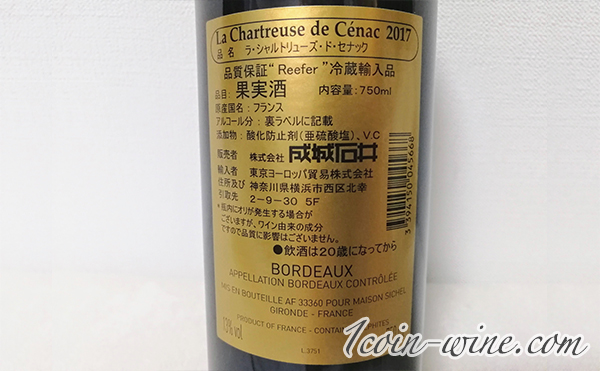 La Chartreuse de Cénac 2017
品 名 ラ・シャルトリューズ・ド・セナック
品質保証“Reefer”冷蔵輸入品
品目: 果実酒 内容量:750ml
原産国名:フランス
アルコール分:裏ラベルに記載
添加物:酸化防止剤(亜硫酸塩)、V.C
販売者 株式会社 成城石井
輸入者 東京ヨーロッパ貿易株式会社
住所及び 神奈川県横浜市西区北幸
引取先 2-9-30 5F
*瓶内にオリが発生する場合が
ございますが、ワイン由来の成分
ですので品質に影響はございません。
●飲酒は20歳になってから
3 394150 045668
BORDEAUX
APPELLATION BORDEAUX CONTRÔLÉE
MIS EN BOUTEILLE AF 33360 POUR MAISON SICHEL
GIRONDE - FRANCE
PRODUCT OF FRANCE - CONTAINS SULPHITES
13% vol
L 3751
1coin-wine.com